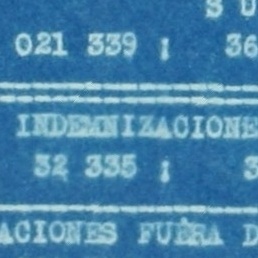 S U
021 339 ; 36
INDEMNIZACIONE
32 335 ; 3
ACIONES FUERA D